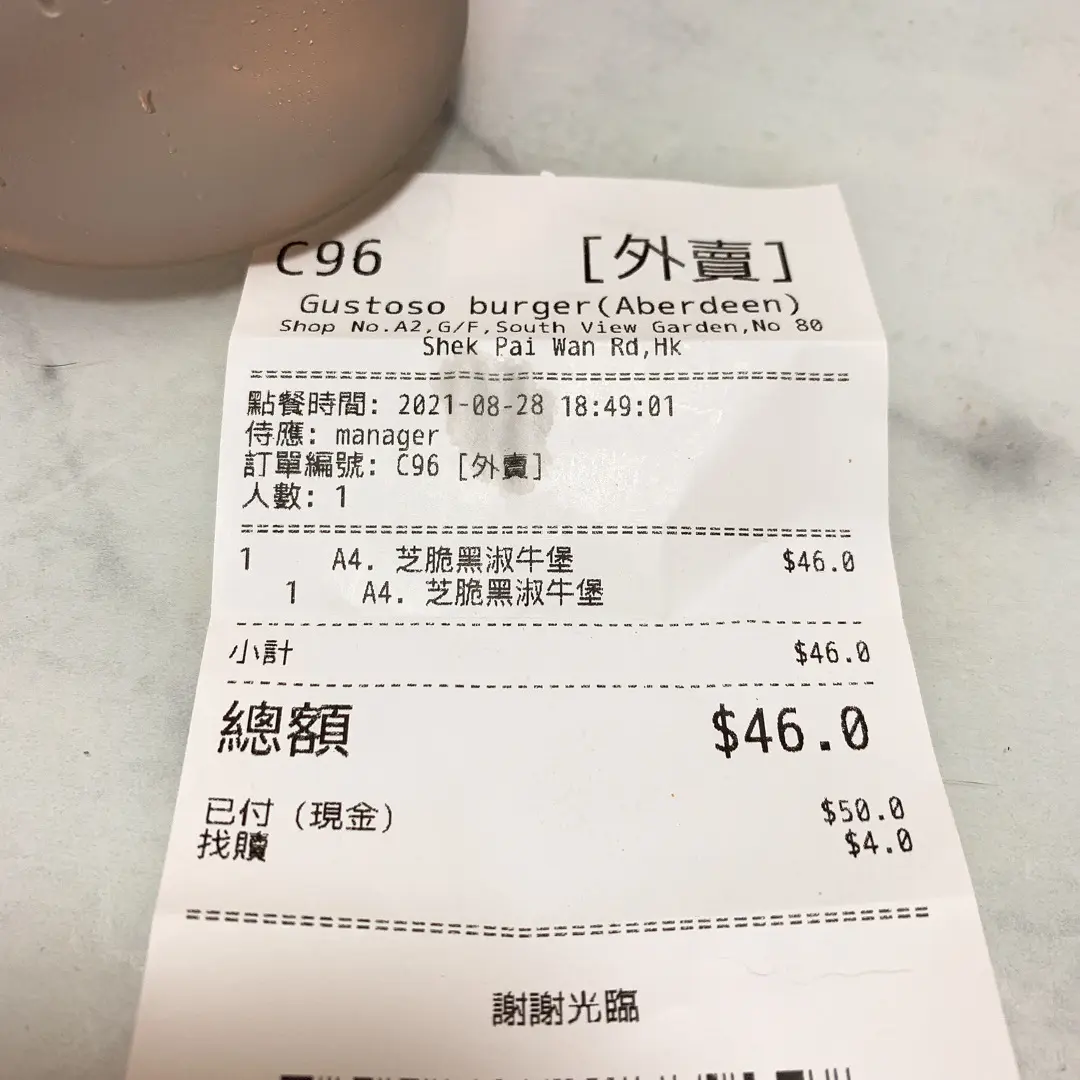 C96 [外賣]
Gustoso burger(Aberdeen)
Shop No.A2,G/F,South View Garden,No 80
Shek Pai Wan Rd,Hk
點餐時間: 2021-08-28 18:49:01
侍應: manager
訂單編號: C96 [外賣]
人數: 1
1 A4. 芝脆黑淑牛堡 $46.0
1 A4. 芝脆黑淑牛堡
小計 $46.0
總額 $46.0
已付 (現金) $50.0
找贖 $4.0
謝謝光臨